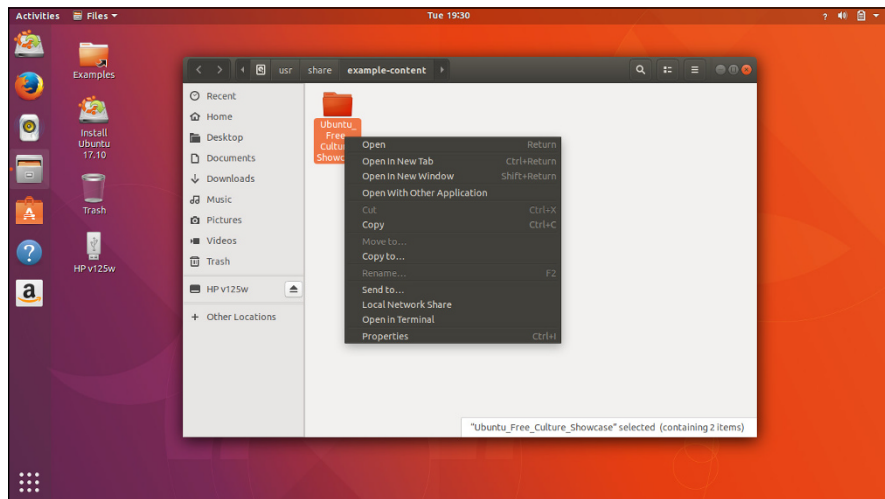 Activities Files Tue 19:30
Examples
Install
Ubuntu
17.10
Trash
HP v125w
usr share example-content
Recent
Home
Desktop
Documents
Downloads
Music
Pictures
Videos
Trash
HP v125w
+ Other Locations
Ubuntu_
Free_
Open Return
Open In New Tab Ctrl+Return
Open In New Window Shift+Return
Open With Other Application
Cut Ctrl+X
Copy Ctrl+C
Move to...
Copy to...
Rename... F2
Send to...
Local Network Share
Open in Terminal
Properties Ctrl+I
"Ubuntu_Free_Culture_Showcase" selected (containing 2 items)